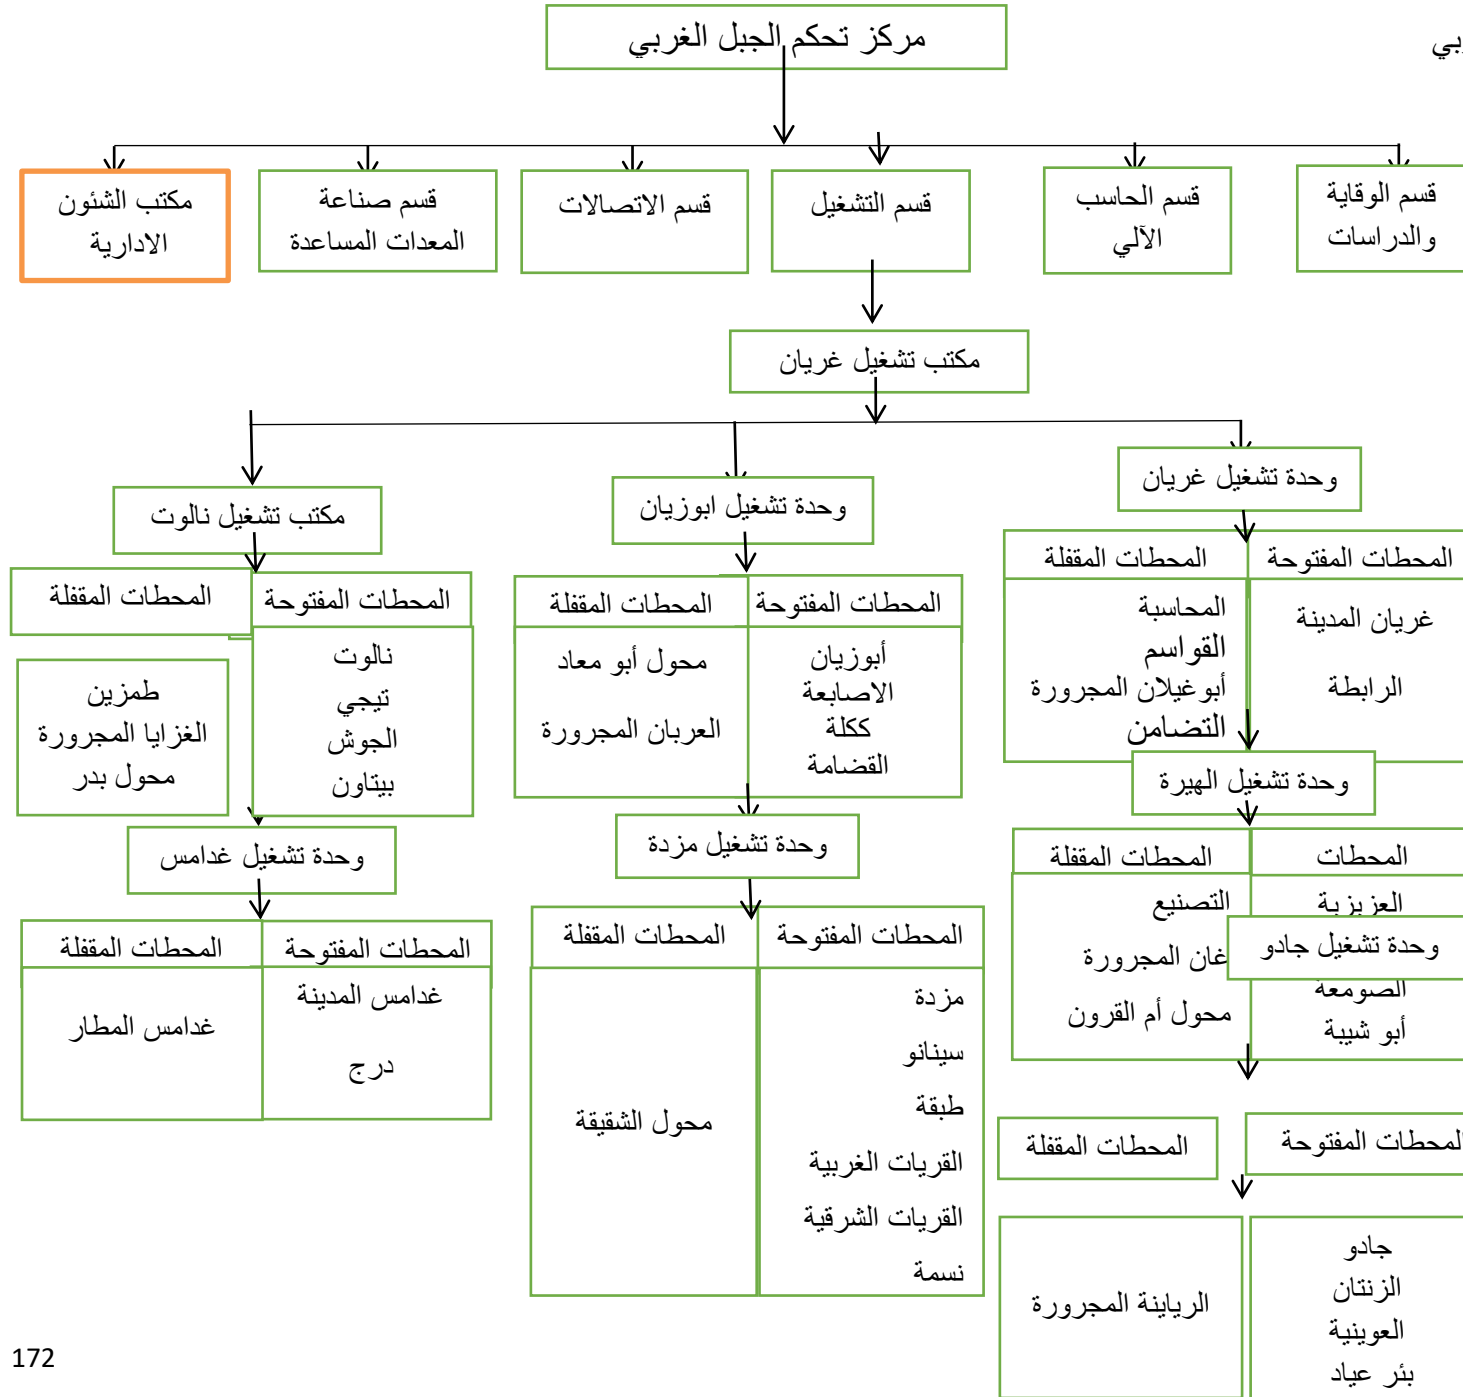 مركز تحكم الجبل الغربي
قسم الوقاية
والدراسات
قسم الحاسب
الآلي
قسم التشغيل
قسم الاتصالات
قسم صناعة
المعدات المساعدة
مكتب الشئون
الادارية
مكتب تشغيل غريان
وحدة تشغيل غريان
المحطات المفتوحة
المحطات المقفلة
غريان المدينة
الرابطة
المحاسبة
القواسم
أبوغيلان المجرورة
التضامن
وحدة تشغيل الهيرة
المحطات
المحطات المقفلة
العزيزية
الصومعة
أبو شيبة
التصنيع
غان المجرورة
محول أم القرون
وحدة تشغيل جادو
المحطات المفتوحة
المحطات المقفلة
جادو
الزنتان
العوينية
بئر عياد
الرياينة المجرورة
وحدة تشغيل ابوزيان
المحطات المفتوحة
المحطات المقفلة
أبوزيان
الاصابعة
ككلة
القضامة
محول أبو معاد
العربان المجرورة
وحدة تشغيل مزدة
المحطات المفتوحة
المحطات المقفلة
مزدة
سينانو
طبقة
القريات الغربية
القريات الشرقية
نسمة
محول الشقيقة
مكتب تشغيل نالوت
المحطات المفتوحة
المحطات المقفلة
نالوت
تيجي
الجوش
بيتاون
طمزين
الغزايا المجرورة
محول بدر
وحدة تشغيل غدامس
المحطات المفتوحة
المحطات المقفلة
غدامس المدينة
درج
غدامس المطار
172